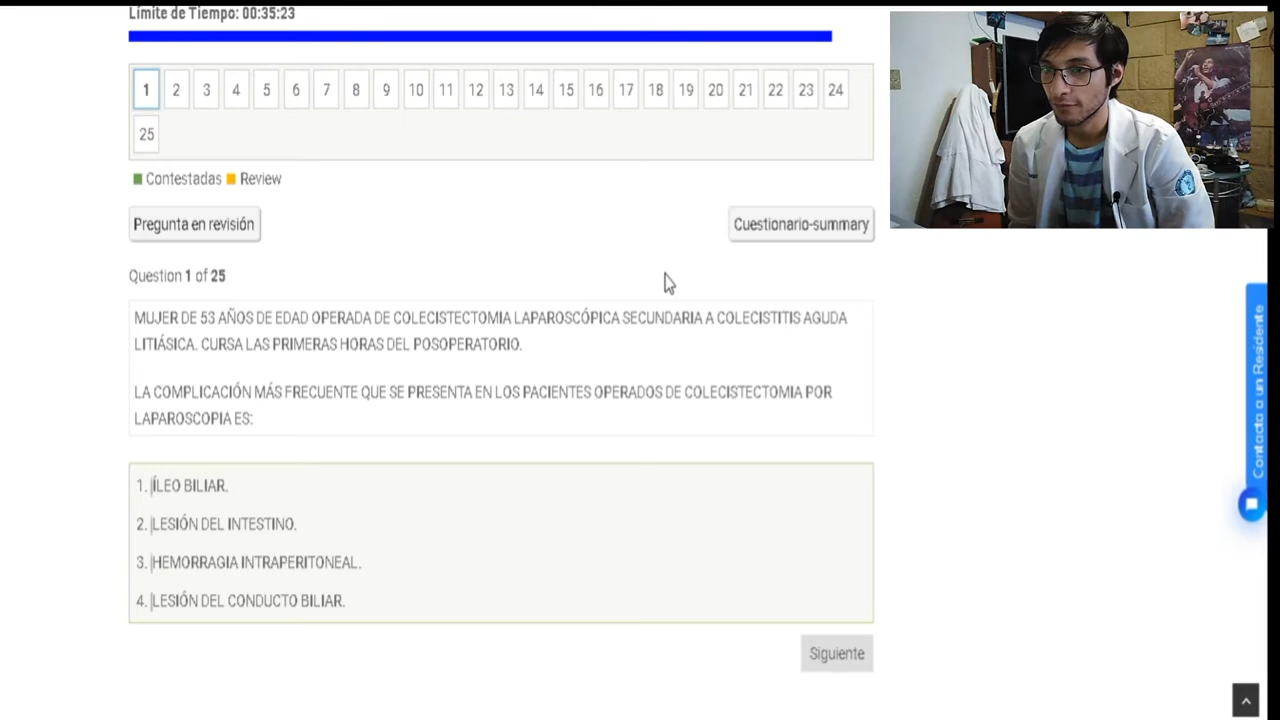 Límite de Tiempo: 00:35:23
1 2 3 4 5 6 7 8 9 10 11 12 13 14 15 16 17 18 19 20 21 22 23 24
25
Contestadas Review
Pregunta en revisión
Cuestionario-summary
Question 1 of 25
MUJER DE 53 AÑOS DE EDAD OPERADA DE COLECISTECTOMIA LAPAROSCÓPICA SECUNDARIA A COLECISTITIS AGUDA
LITIÁSICA. CURSA LAS PRIMERAS HORAS DEL POSOPERATORIO.
LA COMPLICACIÓN MÁS FRECUENTE QUE SE PRESENTA EN LOS PACIENTES OPERADOS DE COLECISTECTOMIA POR
LAPAROSCOPIA ES:
1. ÍLEO BILIAR.
2. LESIÓN DEL INTESTINO.
3. HEMORRAGIA INTRAPERITONEAL.
4. LESIÓN DEL CONDUCTO BILIAR.
Siguiente
Contacta a un Residente